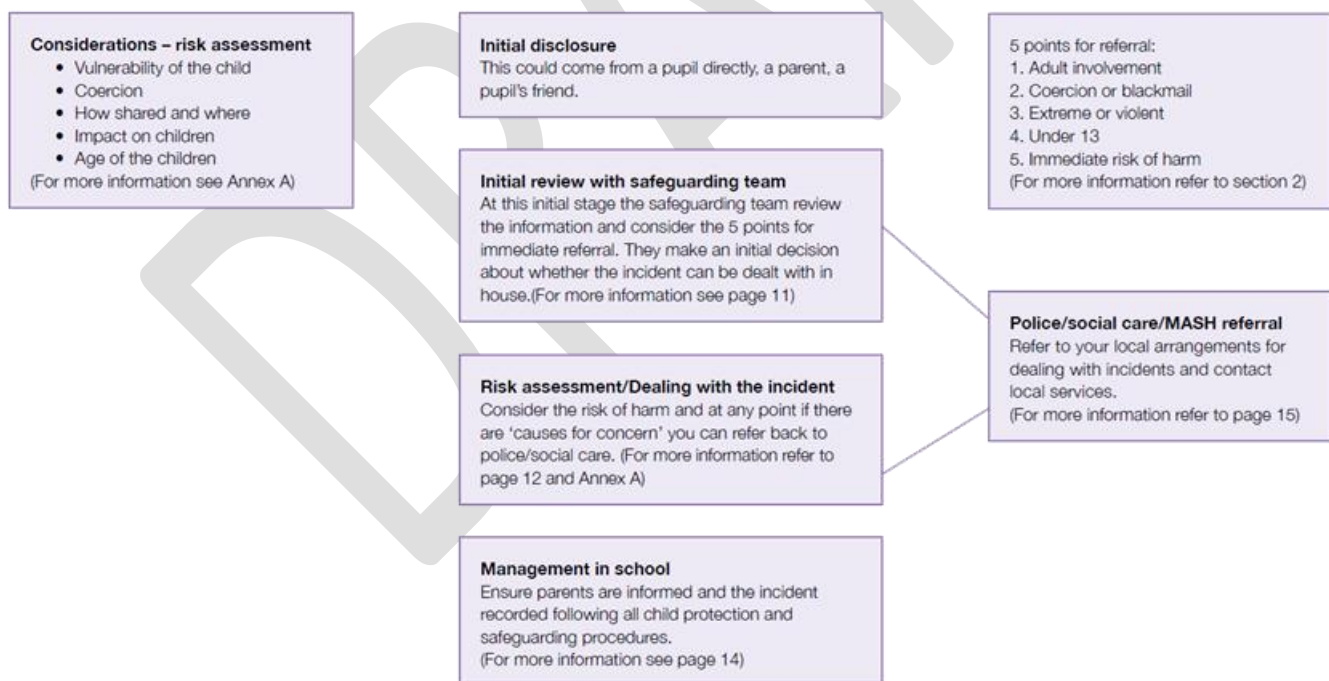 Considerations – risk assessment
• Vulnerability of the child
• Coercion
• How shared and where
• Impact on children
• Age of the children
(For more information see Annex A)
Initial disclosure
This could come from a pupil directly, a parent, a
pupil's friend.
5 points for referral:
1. Adult involvement
2. Coercion or blackmail
3. Extreme or violent
4. Under 13
5. Immediate risk of harm
(For more information refer to section 2)
Initial review with safeguarding team
At this initial stage the safeguarding team review
the information and consider the 5 points for
immediate referral. They make an initial decision
about whether the incident can be dealt with in
house.(For more information see page 11)
Police/social care/MASH referral
Refer to your local arrangements for
dealing with incidents and contact
local services.
(For more information refer to page 15)
Risk assessment/Dealing with the incident
Consider the risk of harm and at any point if there
are ‘causes for concern’ you can refer back to
police/social care. (For more information refer to
page 12 and Annex A)
Management in school
Ensure parents are informed and the incident
recorded following all child protection and
safeguarding procedures.
(For more information see page 14)